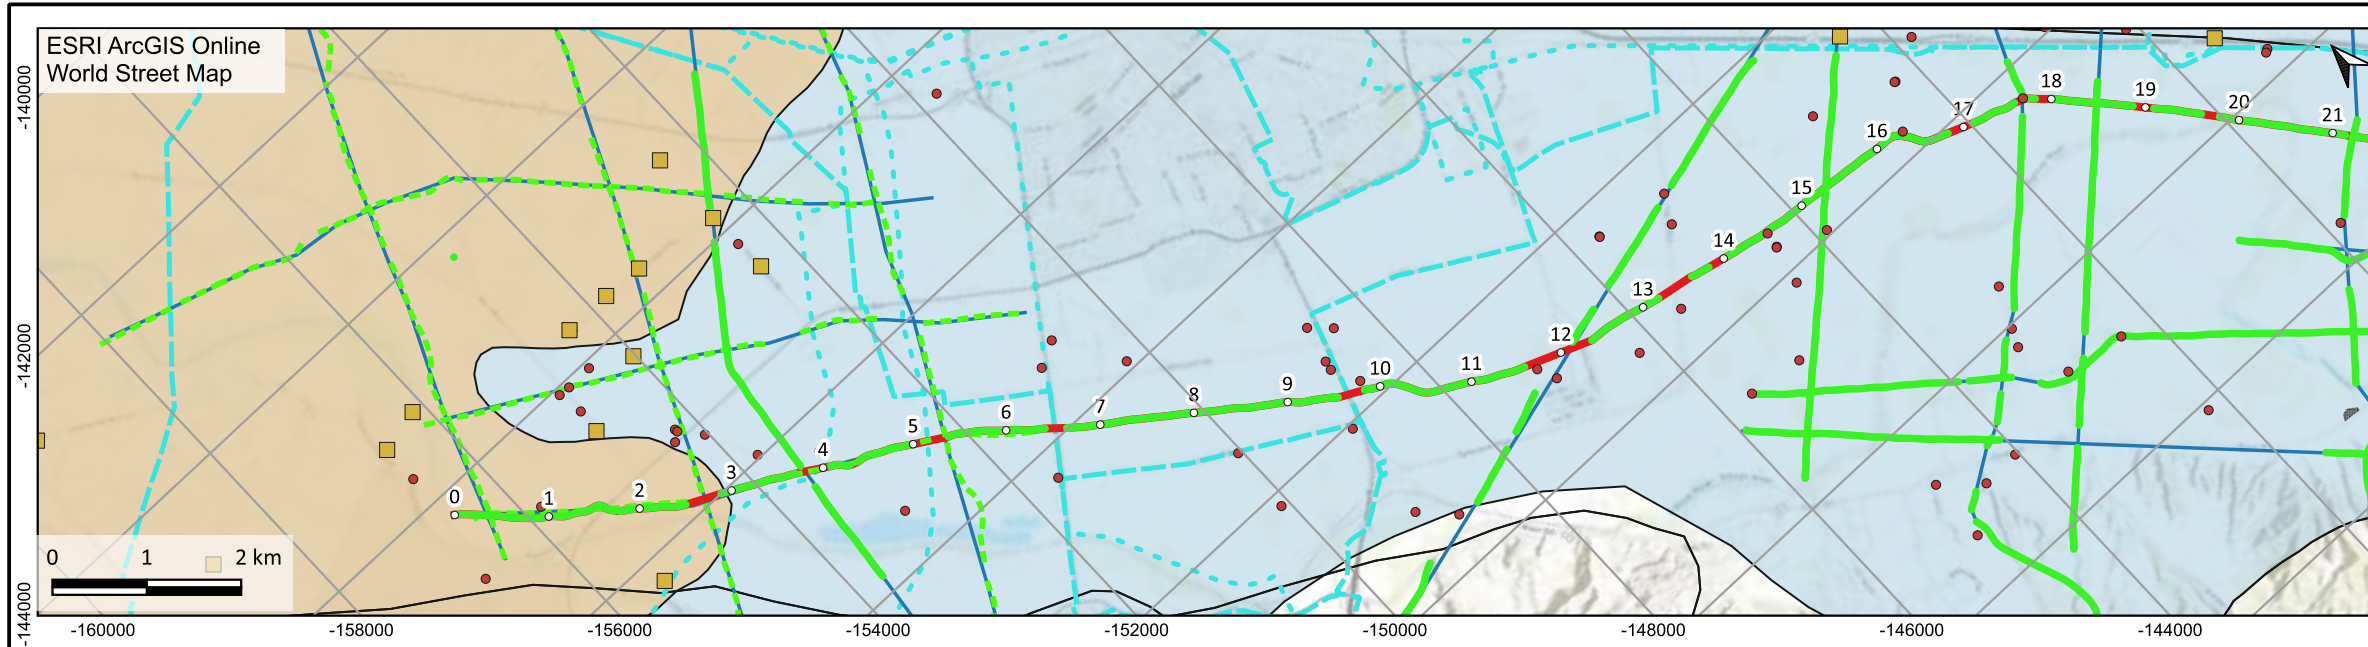 ESRI ArcGIS Online
World Street Map
-140000
-142000
-144000
0 1 2 3 4 5 6 7 8 9 10 11 12 13 14 15 16 17 18 19 20 21
0 1 2 km
-160000 -158000 -156000 -154000 -152000 -150000 -148000 -146000 -144000